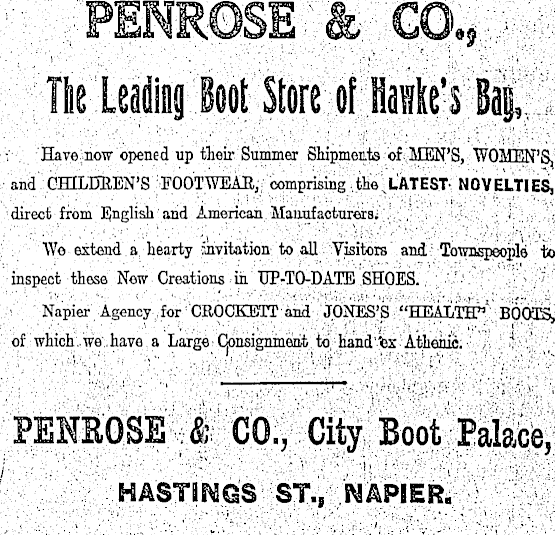 PENROSE & CO.,
The Leading Boot Store of Hawke's Bay,
Have now opened up their Summer Shipments of MEN'S, WOMEN'S,
and CHILDREN'S FOOTWEAR, comprising the LATEST NOVELTIES,
direct from English and American Manufacturers.
We extend a hearty invitation to all Visitors and Townspeople to
inspect these New Creations in UP-TO-DATE SHOES.
Napier Agency for CROCKETT and JONES'S "HEALTH" BOOTS,
of which we have a Large Consignment to hand ex Athenic.
PENROSE & CO., City Boot Palace,
HASTINGS ST., NAPIER.